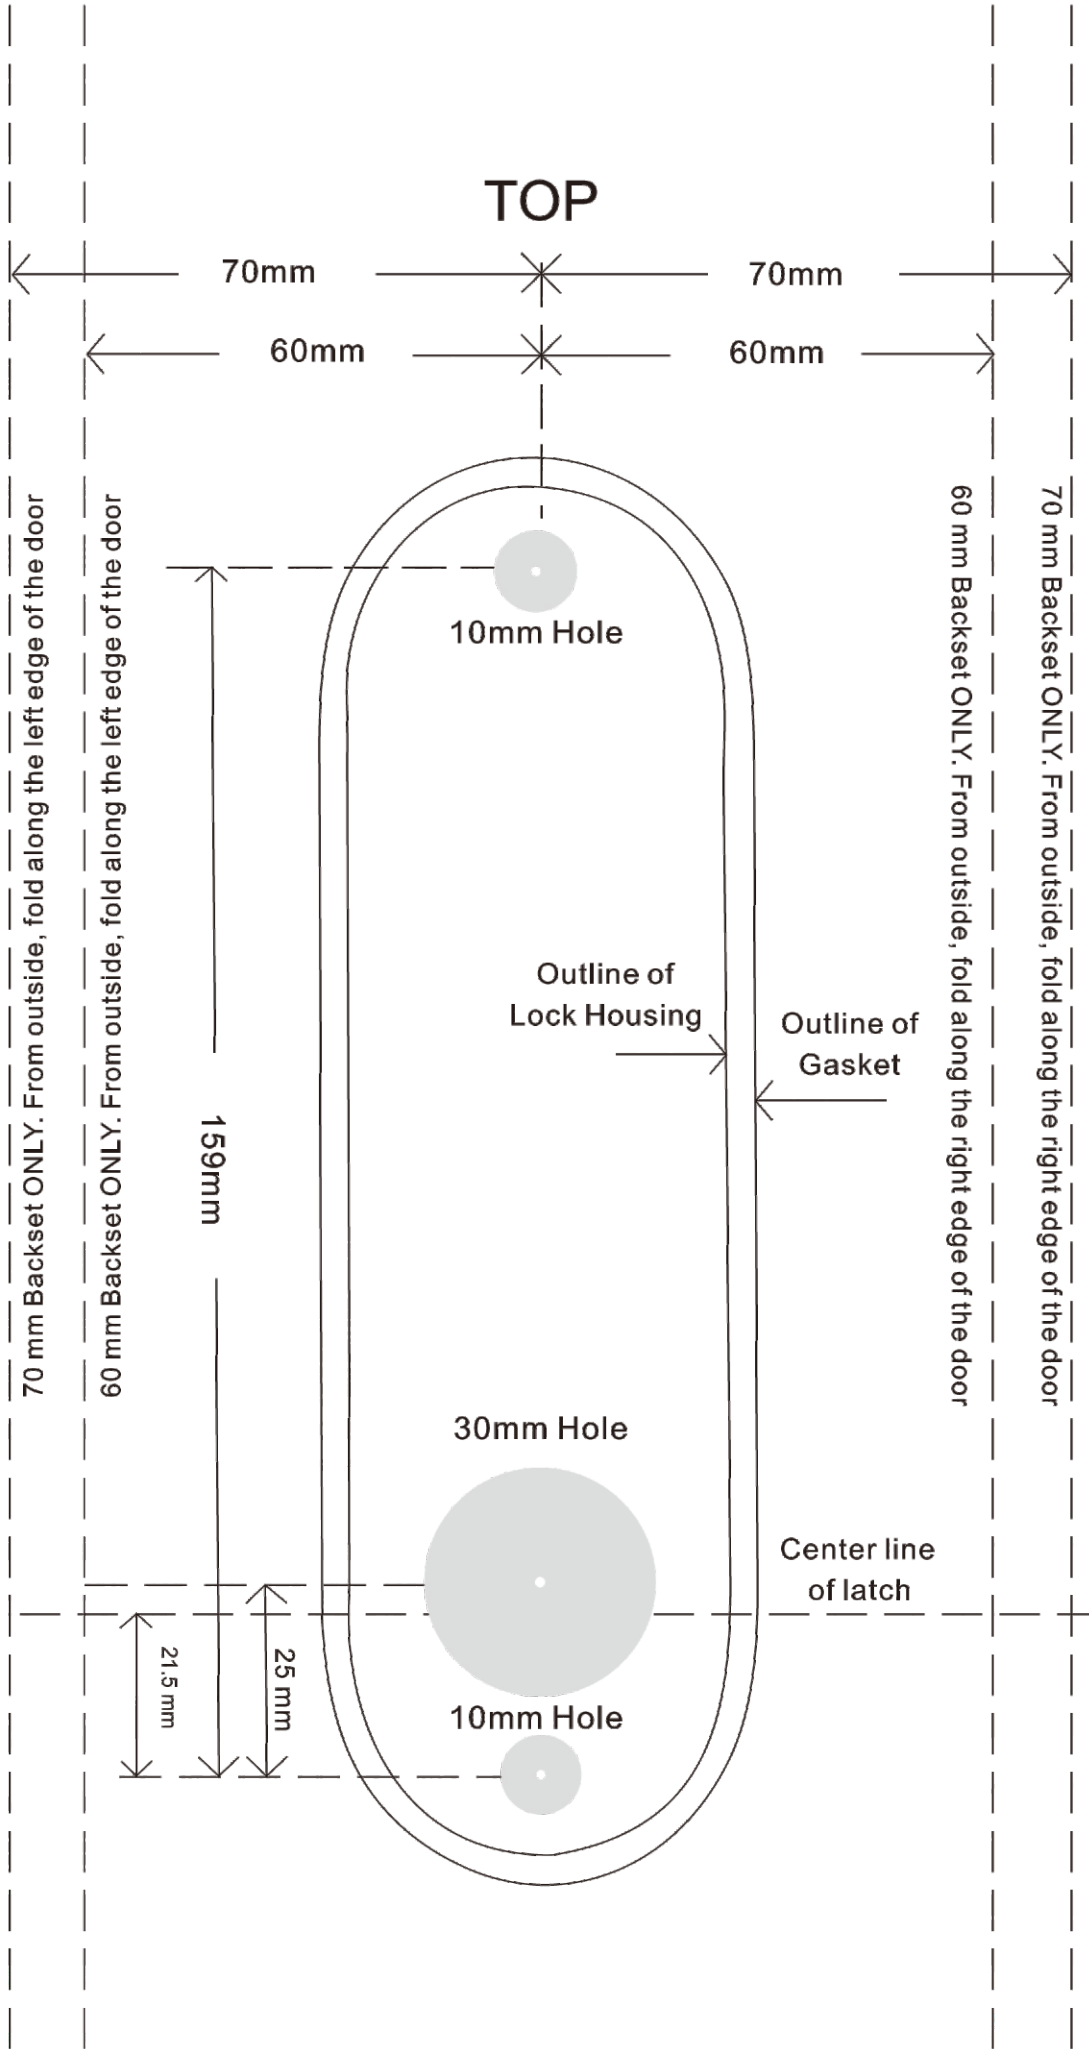 TOP
70mm
70mm
60mm
60mm
70 mm Backset ONLY. From outside, fold along the left edge of the door
60 mm Backset ONLY. From outside, fold along the left edge of the door
60 mm Backset ONLY. From outside, fold along the right edge of the door
70 mm Backset ONLY. From outside, fold along the right edge of the door
10mm Hole
Outline of
Lock Housing
Outline of
Gasket
159mm
30mm Hole
Center line
of latch
21.5 mm
25 mm
10mm Hole